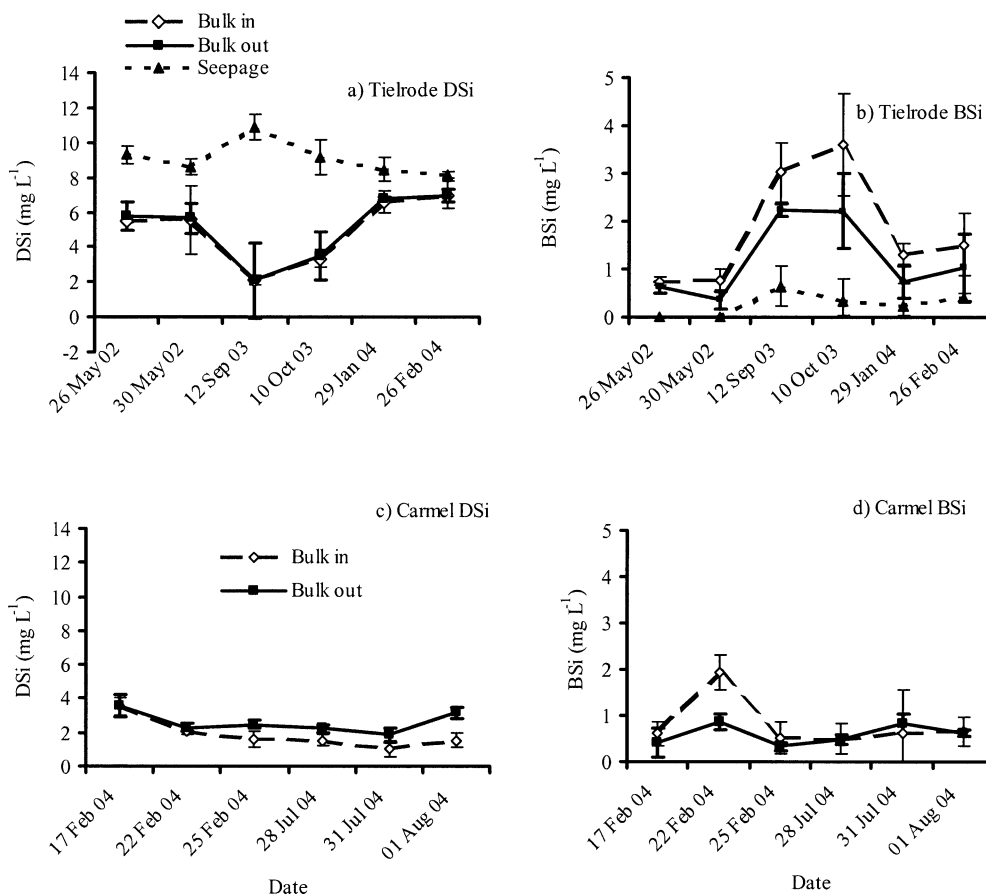 Bulk in
Bulk out
Seepage
a) Tielrode DSi
14
12
10
8
6
4
2
0
-2
DSi (mg L-1)
26 May 02
30 May 02
12 Sep 03
10 Oct 03
29 Jan 04
26 Feb 04
b) Tielrode BSi
5
4
3
2
1
0
BSi (mg L-1)
26 May 02
30 May 02
12 Sep 03
10 Oct 03
29 Jan 04
26 Feb 04
c) Carmel DSi
Bulk in
Bulk out
14
12
10
8
6
4
2
0
DSi (mg L-1)
17 Feb 04
22 Feb 04
25 Feb 04
28 Jul 04
31 Jul 04
01 Aug 04
Date
d) Carmel BSi
5
4
3
2
1
0
BSi (mg L-1)
17 Feb 04
22 Feb 04
25 Feb 04
28 Jul 04
31 Jul 04
01 Aug 04
Date